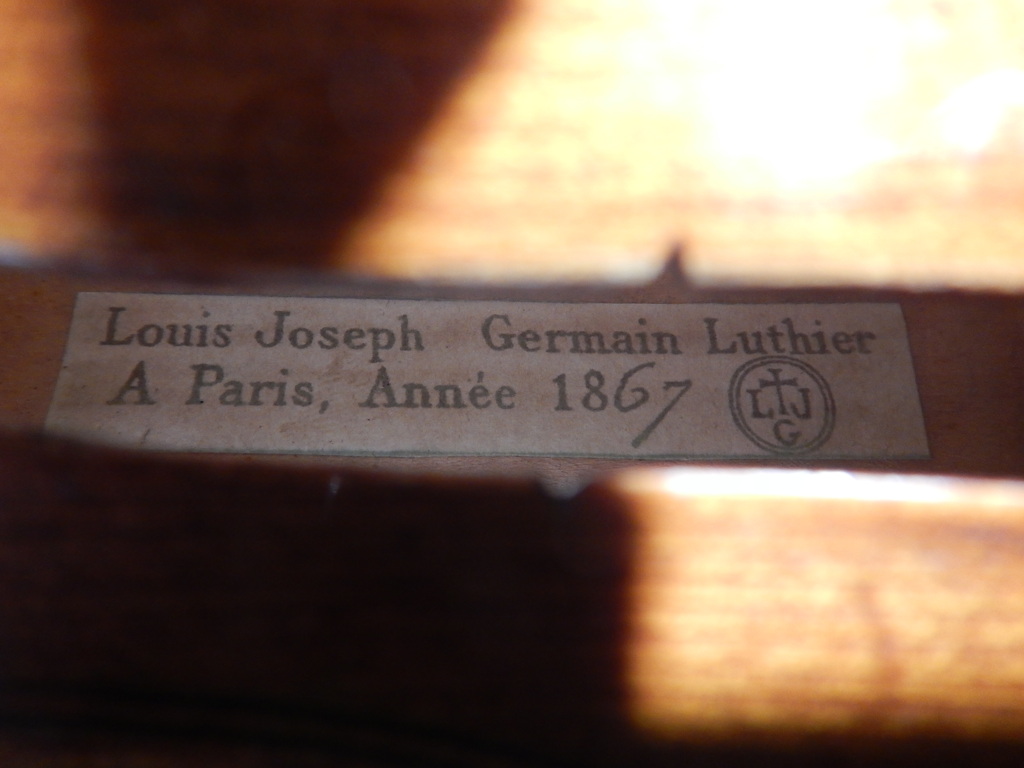 Louis Joseph Germain Luthier
A Paris, Année 1867
L J
G